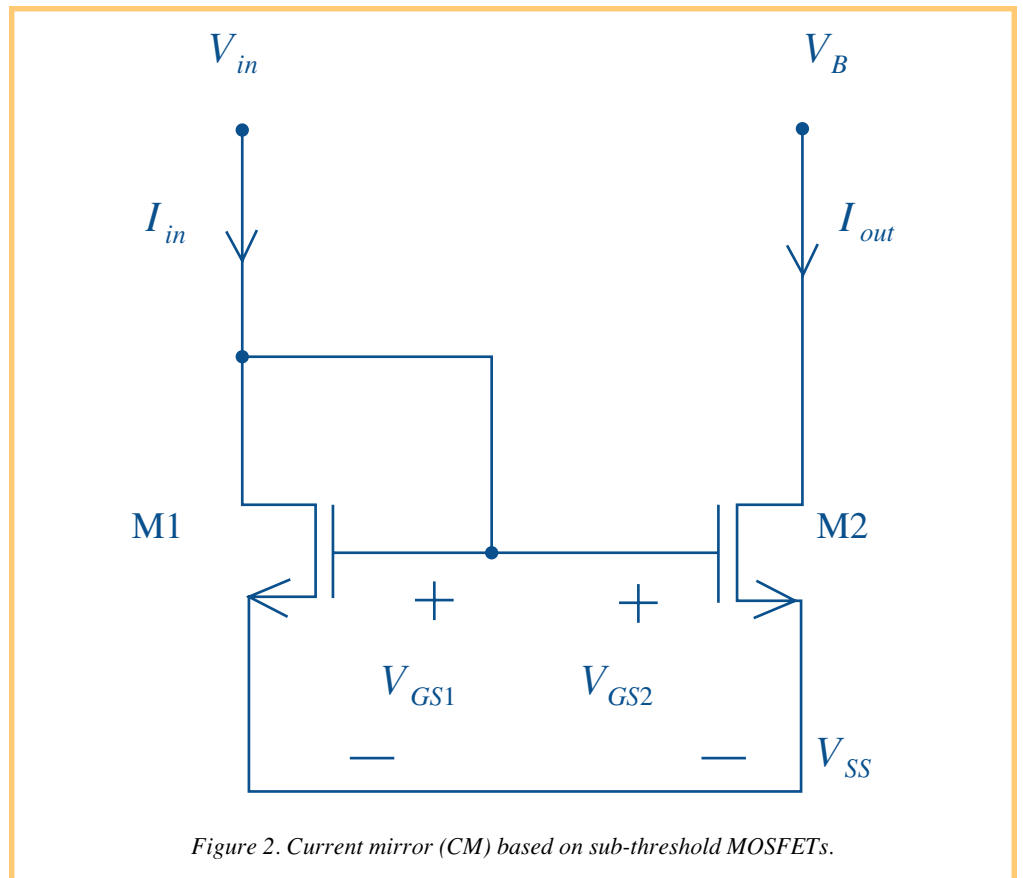 V_in V_B
I_in I_out
M1 M2
+ +
V_GS1 V_GS2
− −
V_SS
Figure 2. Current mirror (CM) based on sub-threshold MOSFETs.